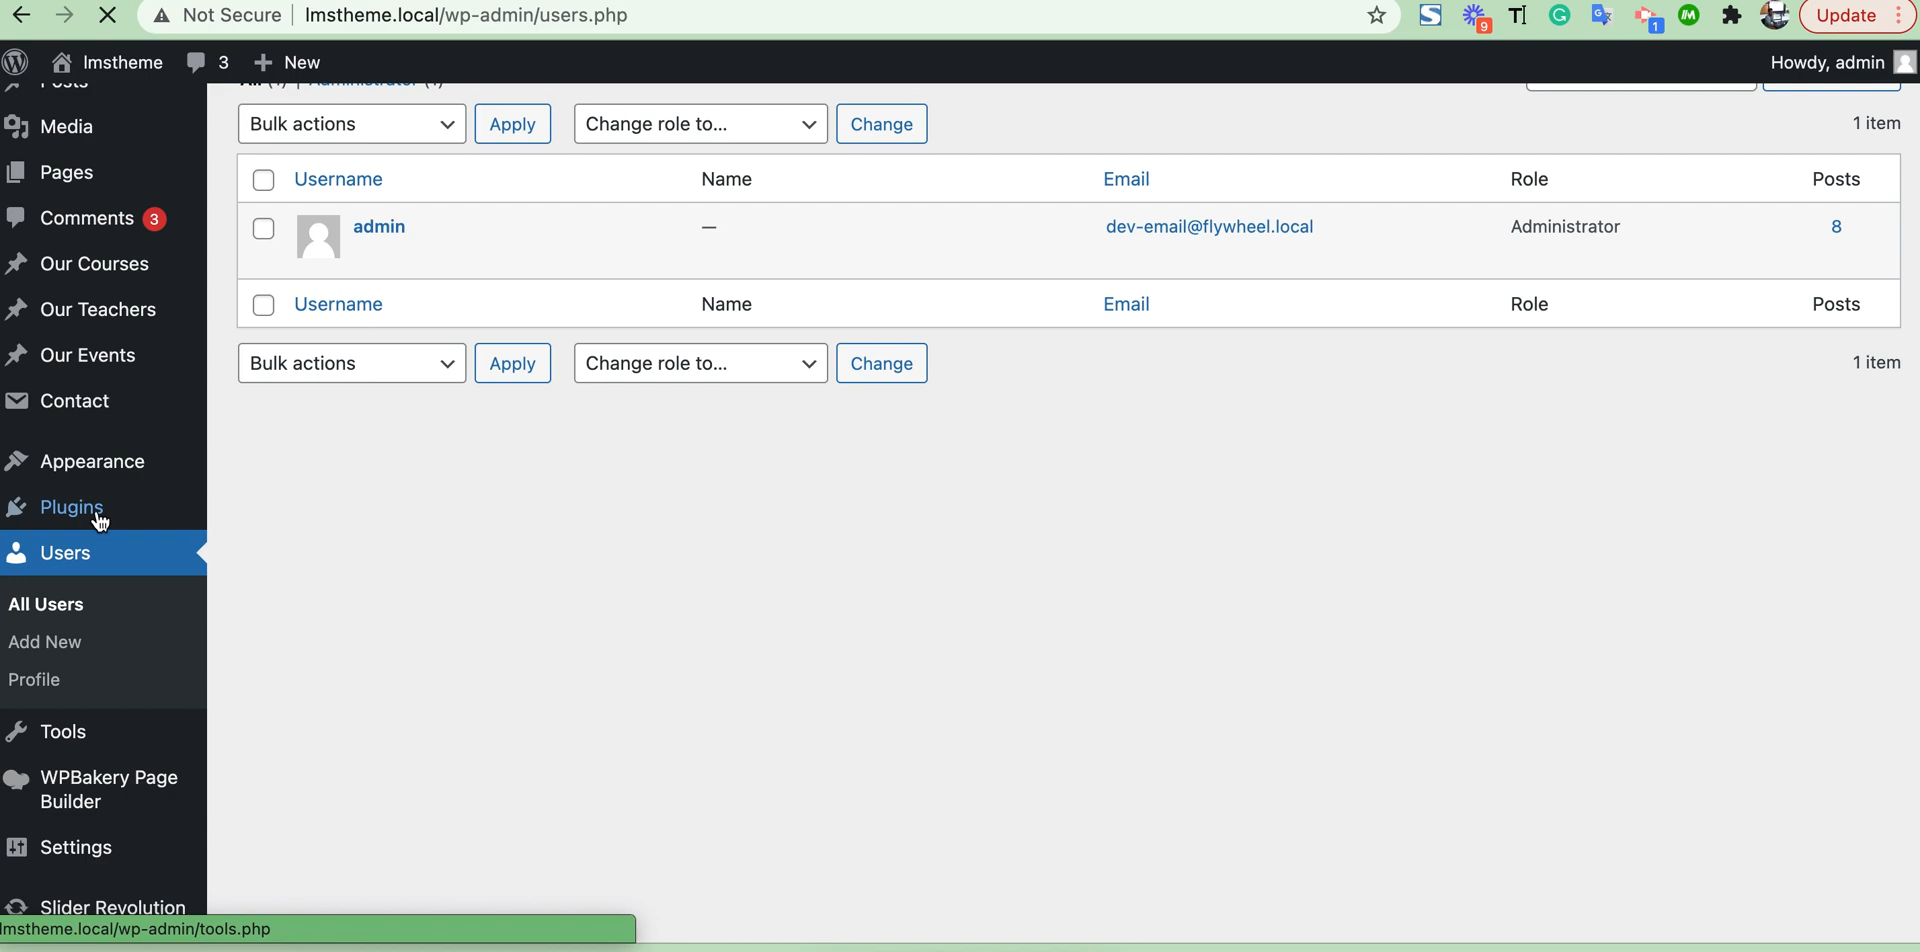 Not Secure
lmstheme.local/wp-admin/users.php
9
1
Update
lmstheme
3
New
Howdy, admin
Posts
Media
Pages
Comments 3
Our Courses
Our Teachers
Our Events
Contact
Appearance
Plugins
Users
All Users
Add New
Profile
Tools
WPBakery Page
Builder
Settings
Slider Revolution
lmstheme.local/wp-admin/tools.php
Bulk actions Apply Change role to... Change 1 item
Username Name Email Role Posts
admin — dev-email@flywheel.local Administrator 8
Username Name Email Role Posts
Bulk actions Apply Change role to... Change 1 item